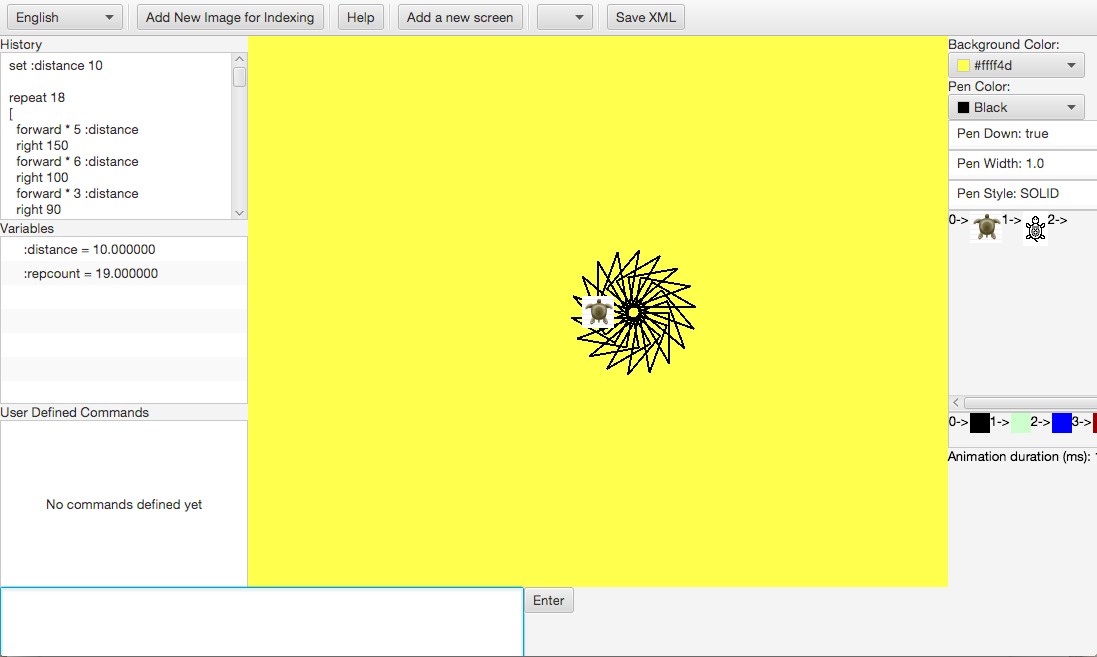 English
Add New Image for Indexing
Help
Add a new screen
Save XML
History
set :distance 10
repeat 18
[
forward * 5 :distance
right 150
forward * 6 :distance
right 100
forward * 3 :distance
right 90
Variables
:distance = 10.000000
:repcount = 19.000000
User Defined Commands
No commands defined yet
Enter
Background Color:
#ffff4d
Pen Color:
Black
Pen Down: true
Pen Width: 1.0
Pen Style: SOLID
0-> 1-> 2->
0-> 1-> 2-> 3->
Animation duration (ms):